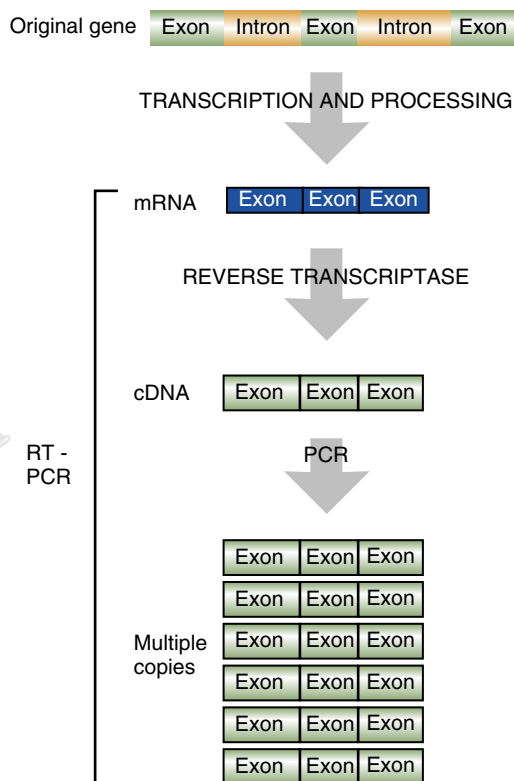 Original gene Exon Intron Exon Intron Exon
TRANSCRIPTION AND PROCESSING
mRNA Exon Exon Exon
REVERSE TRANSCRIPTASE
cDNA Exon Exon Exon
PCR
RT -
PCR
Exon Exon Exon
Exon Exon Exon
Multiple
copies
Exon Exon Exon
Exon Exon Exon
Exon Exon Exon
Exon Exon Exon